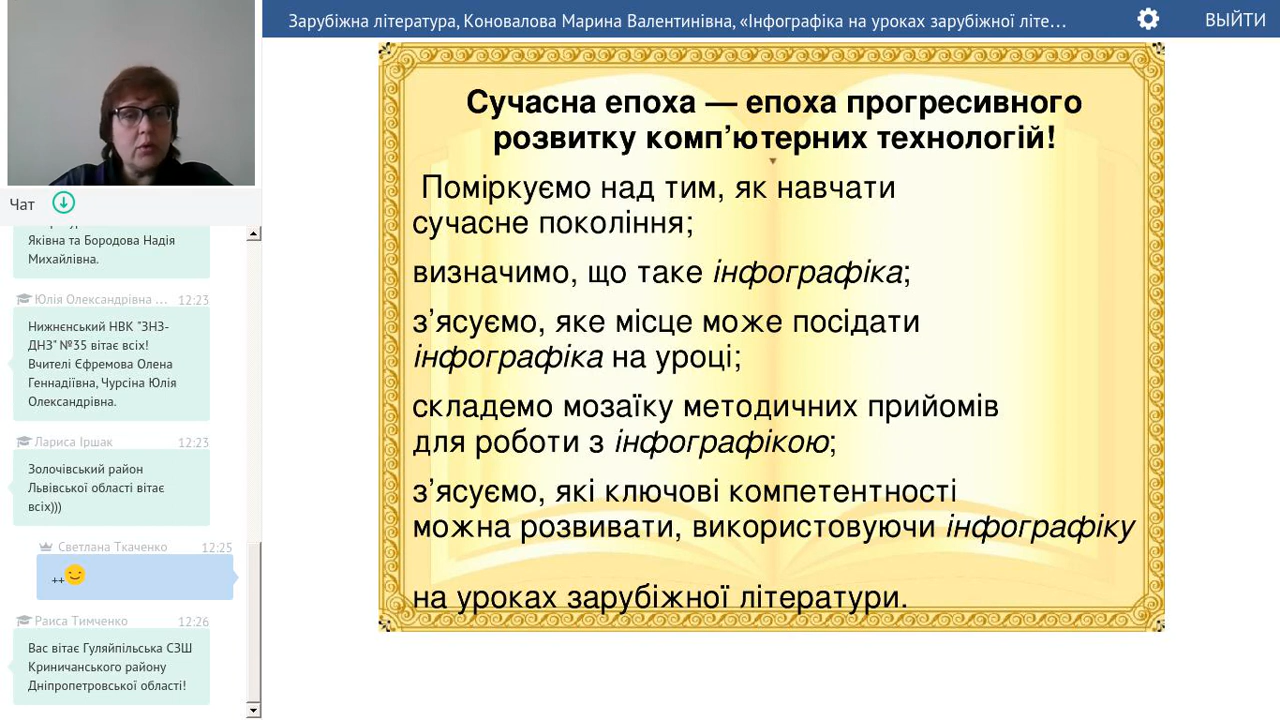 Зарубіжна література, Коновалова Марина Валентинівна, «Інфографіка на уроках зарубіжної літе...
ВЫЙТИ
Чат
Яківна та Бородова Надія
Михайлівна.
Юлія Олександрівна ... 12:23
Нижнєнський НВК "ЗНЗ-
ДНЗ" №35 вітає всіх!
Вчителі Єфремова Олена
Геннадіївна, Чурсіна Юлія
Олександрівна.
Лариса Іршак 12:23
Золочівський район
Львівської області вітає
всіх)))
Светлана Ткаченко 12:25
++
Раиса Тимченко 12:26
Вас вітає Гуляйпільська СЗШ
Криничанського району
Дніпропетровської області!
Сучасна епоха — епоха прогресивного
розвитку комп’ютерних технологій!
Поміркуємо над тим, як навчати
сучасне покоління;
визначимо, що таке інфографіка;
з’ясуємо, яке місце може посідати
інфографіка на уроці;
складемо мозаїку методичних прийомів
для роботи з інфографікою;
з’ясуємо, які ключові компетентності
можна розвивати, використовуючи інфографіку
на уроках зарубіжної літератури.